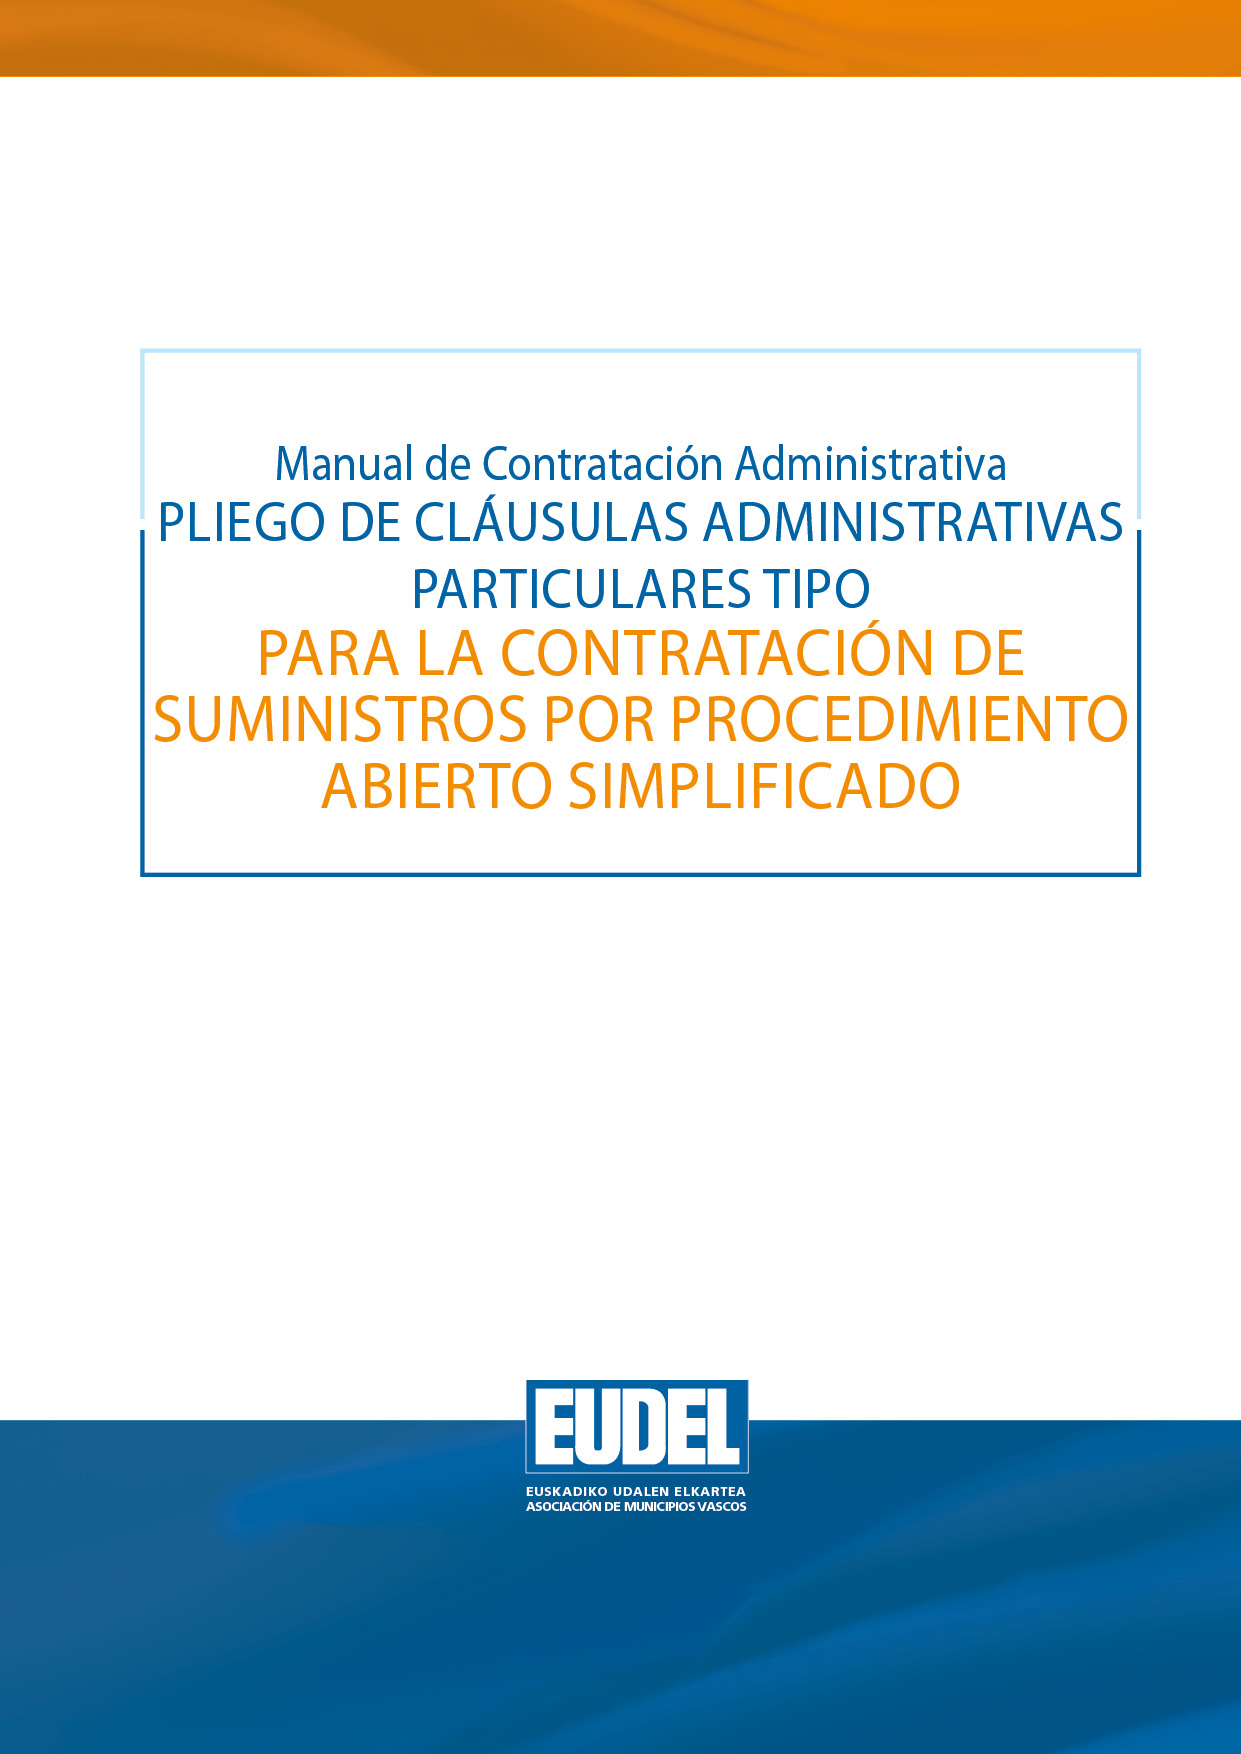 Manual de Contratación Administrativa
PLIEGO DE CLÁUSULAS ADMINISTRATIVAS
PARTICULARES TIPO
PARA LA CONTRATACIÓN DE
SUMINISTROS POR PROCEDIMIENTO
ABIERTO SIMPLIFICADO
EUDEL
EUSKADIKO UDALEN ELKARTEA
ASOCIACIÓN DE MUNICIPIOS VASCOS